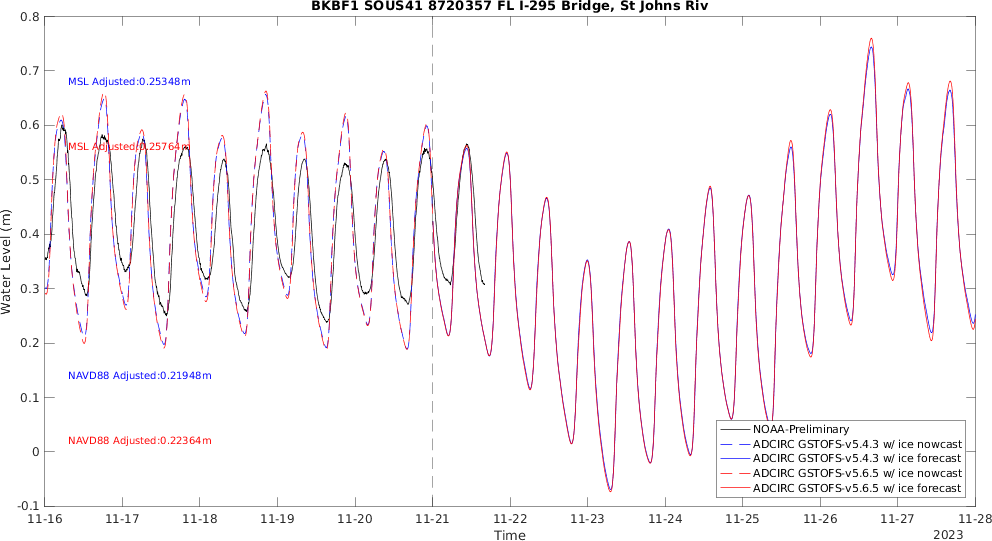 BKBF1 SOUS41 8720357 FL I-295 Bridge, St Johns Riv
0.8
0.7
0.6
0.5
0.4
0.3
0.2
0.1
0
-0.1
Water Level (m)
MSL Adjusted:0.25348m
MSL Adjusted:0.25764m
NAVD88 Adjusted:0.21948m
NAVD88 Adjusted:0.22364m
NOAA-Preliminary
ADCIRC GSTOFS-v5.4.3 w/ ice nowcast
ADCIRC GSTOFS-v5.4.3 w/ ice forecast
ADCIRC GSTOFS-v5.6.5 w/ ice nowcast
ADCIRC GSTOFS-v5.6.5 w/ ice forecast
11-16 11-17 11-18 11-19 11-20 11-21 11-22 11-23 11-24 11-25 11-26 11-27 11-28
Time
2023